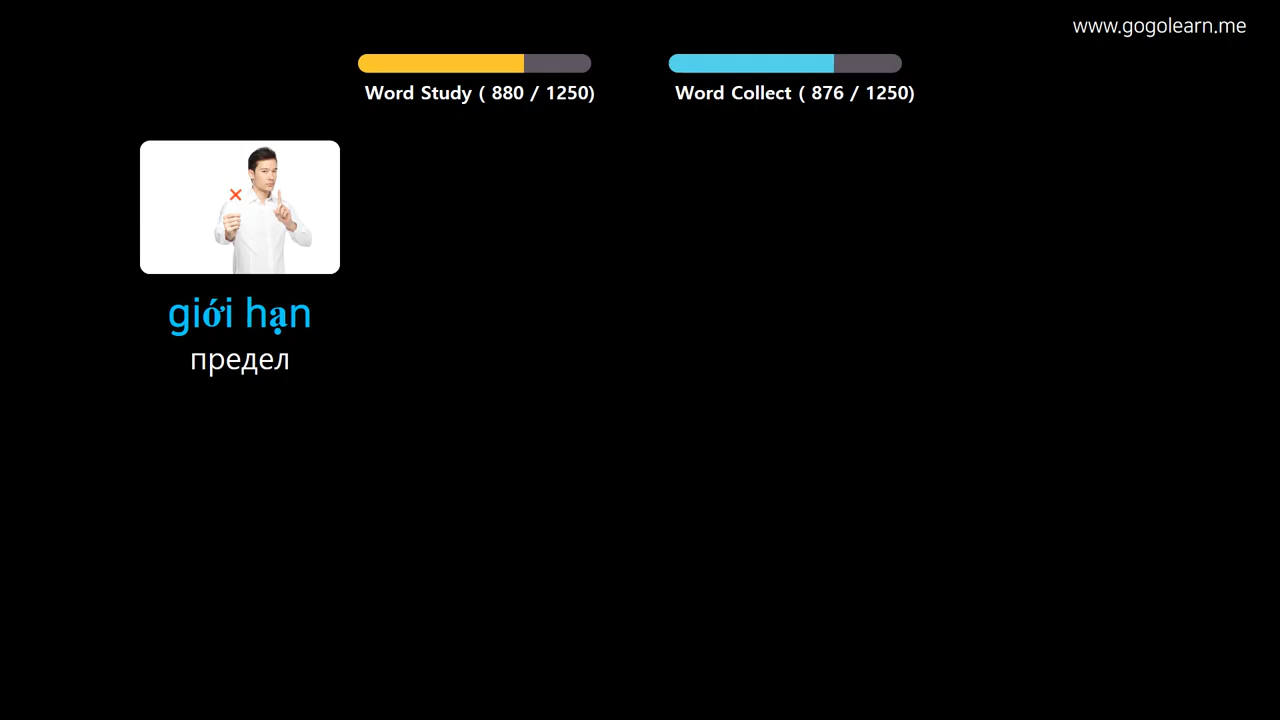 www.gogolearn.me
Word Study ( 880 / 1250)
Word Collect ( 876 / 1250)
giới hạn
предел